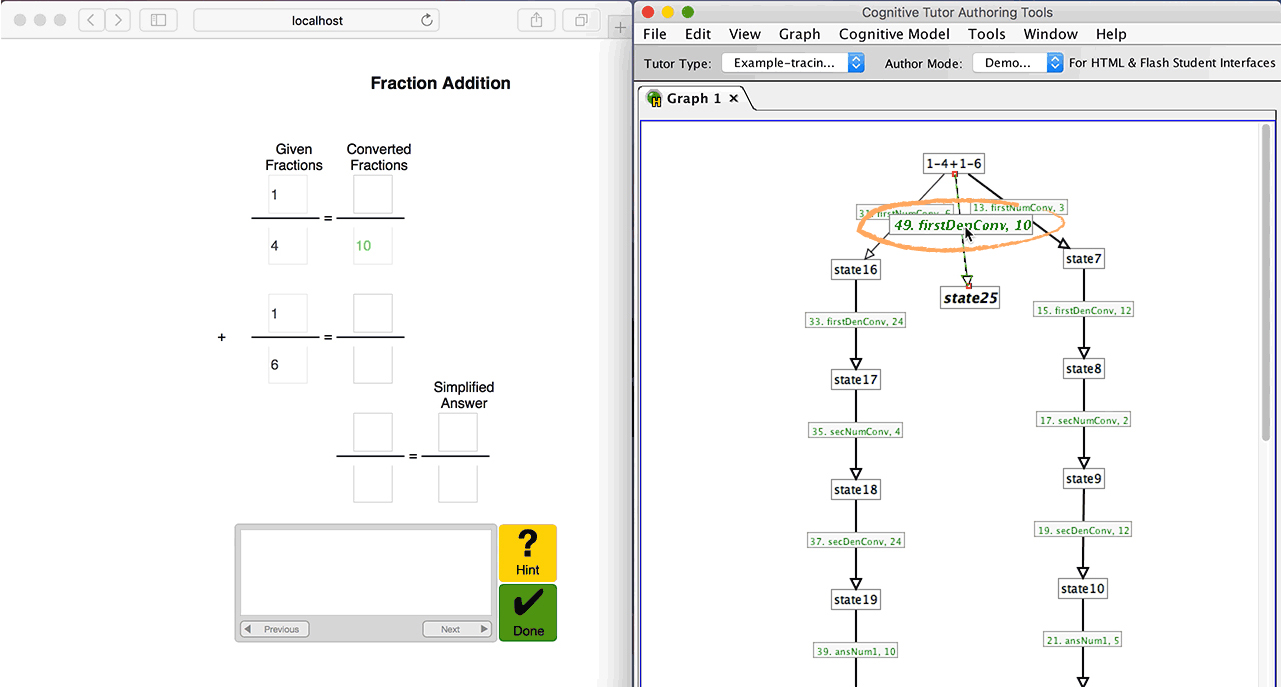 localhost
Fraction Addition
Given
Fractions
Converted
Fractions
1
=
4
10
1
+
=
6
Simplified
Answer
=
?
Hint
Previous
Next
Done
Cognitive Tutor Authoring Tools
File Edit View Graph Cognitive Model Tools Window Help
Tutor Type: Example-tracin... Author Mode: Demo... For HTML & Flash Student Interfaces
H Graph 1 ×
1-4+1-6
firstNumConv, 6
13. firstNumConv, 3
49. firstDenConv, 10
state16
state7
state25
33. firstDenConv, 24
15. firstDenConv, 12
state17
state8
35. secNumConv, 4
17. secNumConv, 2
state18
state9
37. secDenConv, 24
19. secDenConv, 12
state19
state10
39. ansNum1, 10
21. ansNum1, 5